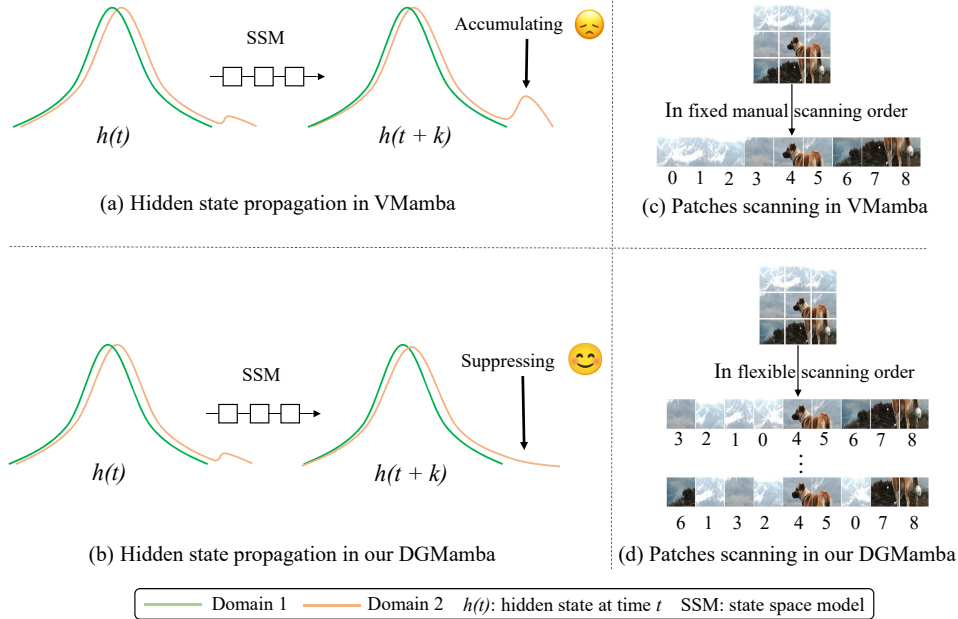 SSM
Accumulating
h(t)
h(t + k)
(a) Hidden state propagation in VMamba
In fixed manual scanning order
0 1 2 3 4 5 6 7 8
(c) Patches scanning in VMamba
SSM
Suppressing
h(t)
h(t + k)
(b) Hidden state propagation in our DGMamba
In flexible scanning order
3 2 1 0 4 5 6 7 8
6 1 3 2 4 5 0 7 8
(d) Patches scanning in our DGMamba
Domain 1 Domain 2 h(t): hidden state at time t SSM: state space model